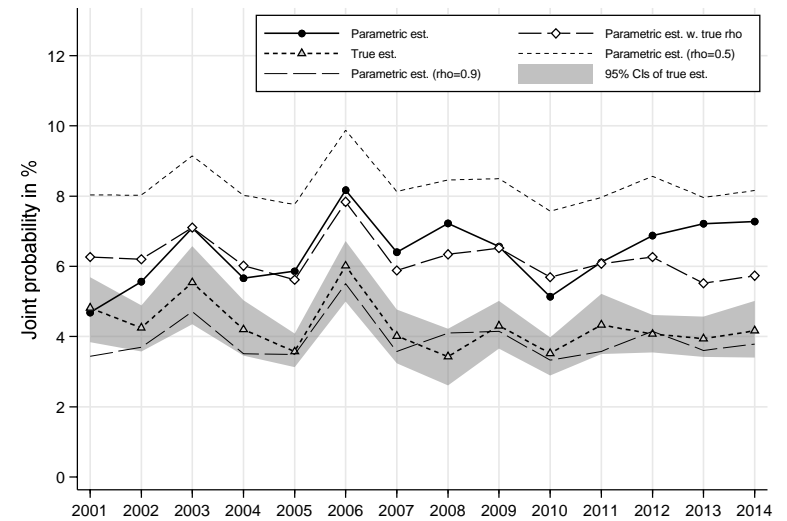 Parametric est.
Parametric est. w. true rho
True est.
Parametric est. (rho=0.5)
Parametric est. (rho=0.9)
95% CIs of true est.
Joint probability in %
12
10
8
6
4
2
0
2001 2002 2003 2004 2005 2006 2007 2008 2009 2010 2011 2012 2013 2014